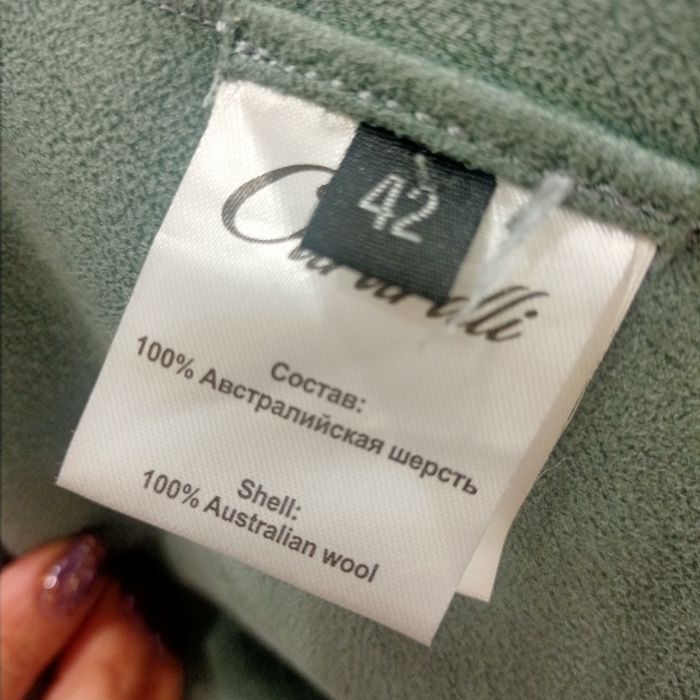 42
Состав:
100% Австралийская шерсть
Shell:
100% Australian wool